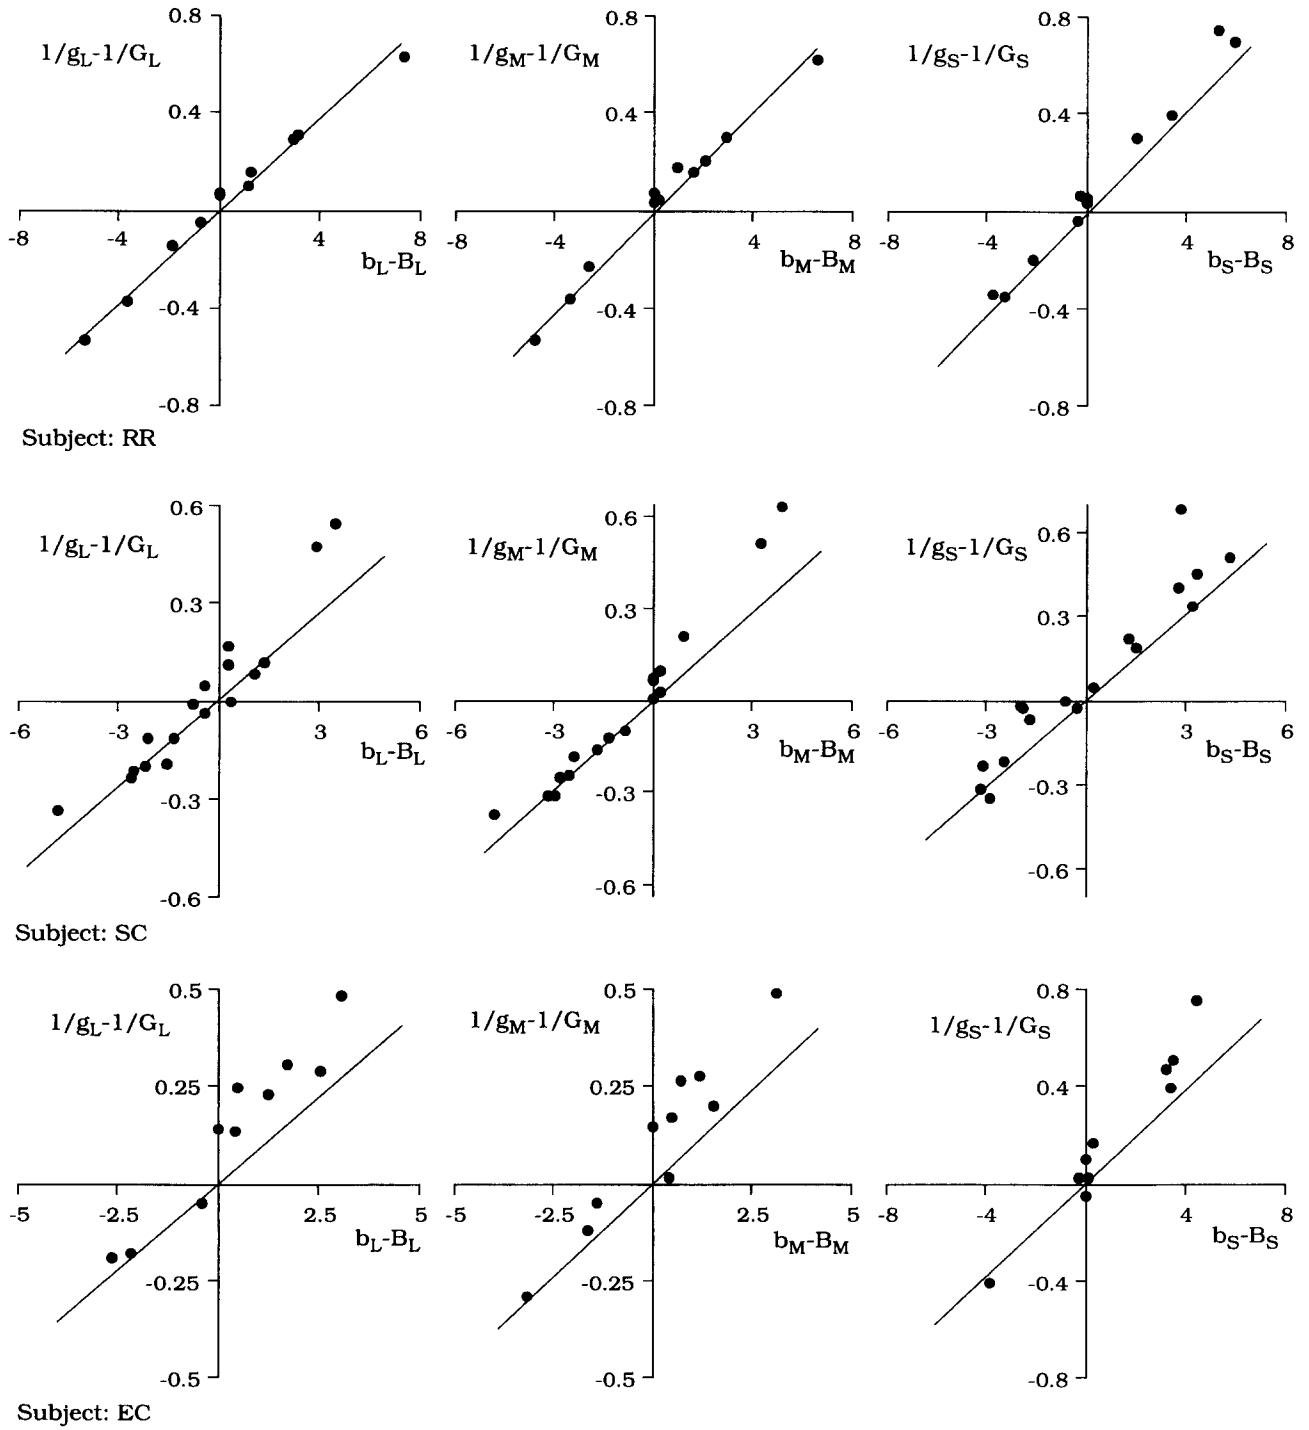 0.8 0.8 0.8
1/gL-1/GL 1/gM-1/GM 1/gS-1/GS
0.4 0.4 0.4
-8 -4 4 8 -8 -4 4 8 -8 -4 4 8
bL-BL bM-BM bS-BS
-0.4 -0.4 -0.4
-0.8 -0.8 -0.8
Subject: RR
0.6 0.6 0.6
1/gL-1/GL 1/gM-1/GM 1/gS-1/GS
0.3 0.3 0.3
-6 -3 3 6 -6 -3 3 6 -6 -3 3 6
bL-BL bM-BM bS-BS
-0.3 -0.3 -0.3
-0.6 -0.6 -0.6
Subject: SC
0.5 0.5 0.8
1/gL-1/GL 1/gM-1/GM 1/gS-1/GS
0.25 0.25 0.4
-5 -2.5 2.5 5 -5 -2.5 2.5 5 -8 -4 4 8
bL-BL bM-BM bS-BS
-0.25 -0.25 -0.4
-0.5 -0.5 -0.8
Subject: EC